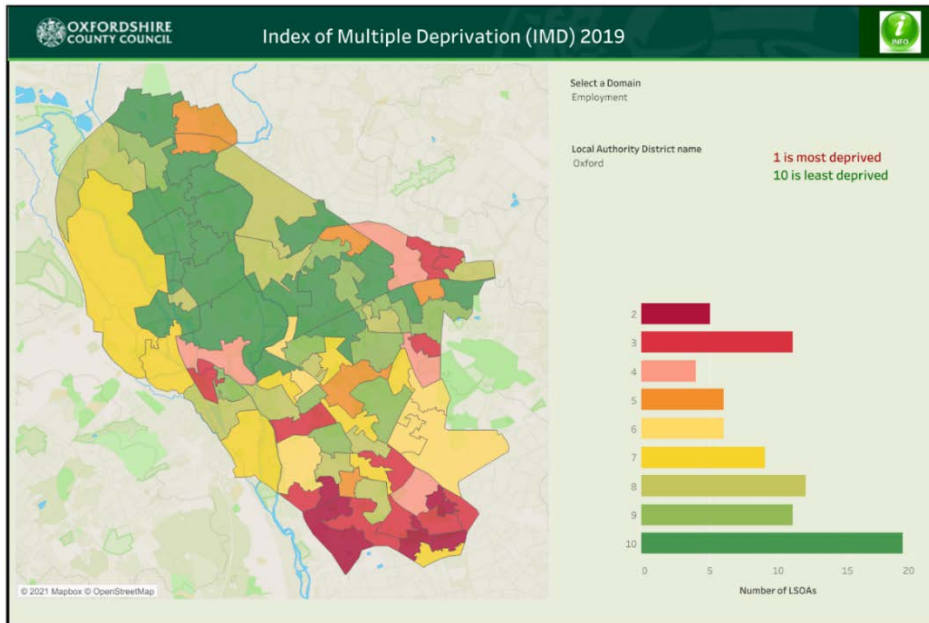 OXFORDSHIRE
COUNTY COUNCIL
Index of Multiple Deprivation (IMD) 2019
i
INFO
Select a Domain
Employment
Local Authority District name
Oxford
1 is most deprived
10 is least deprived
2
3
4
5
6
7
8
9
10
0 5 10 15 20
Number of LSOAs
© 2021 Mapbox © OpenStreetMap